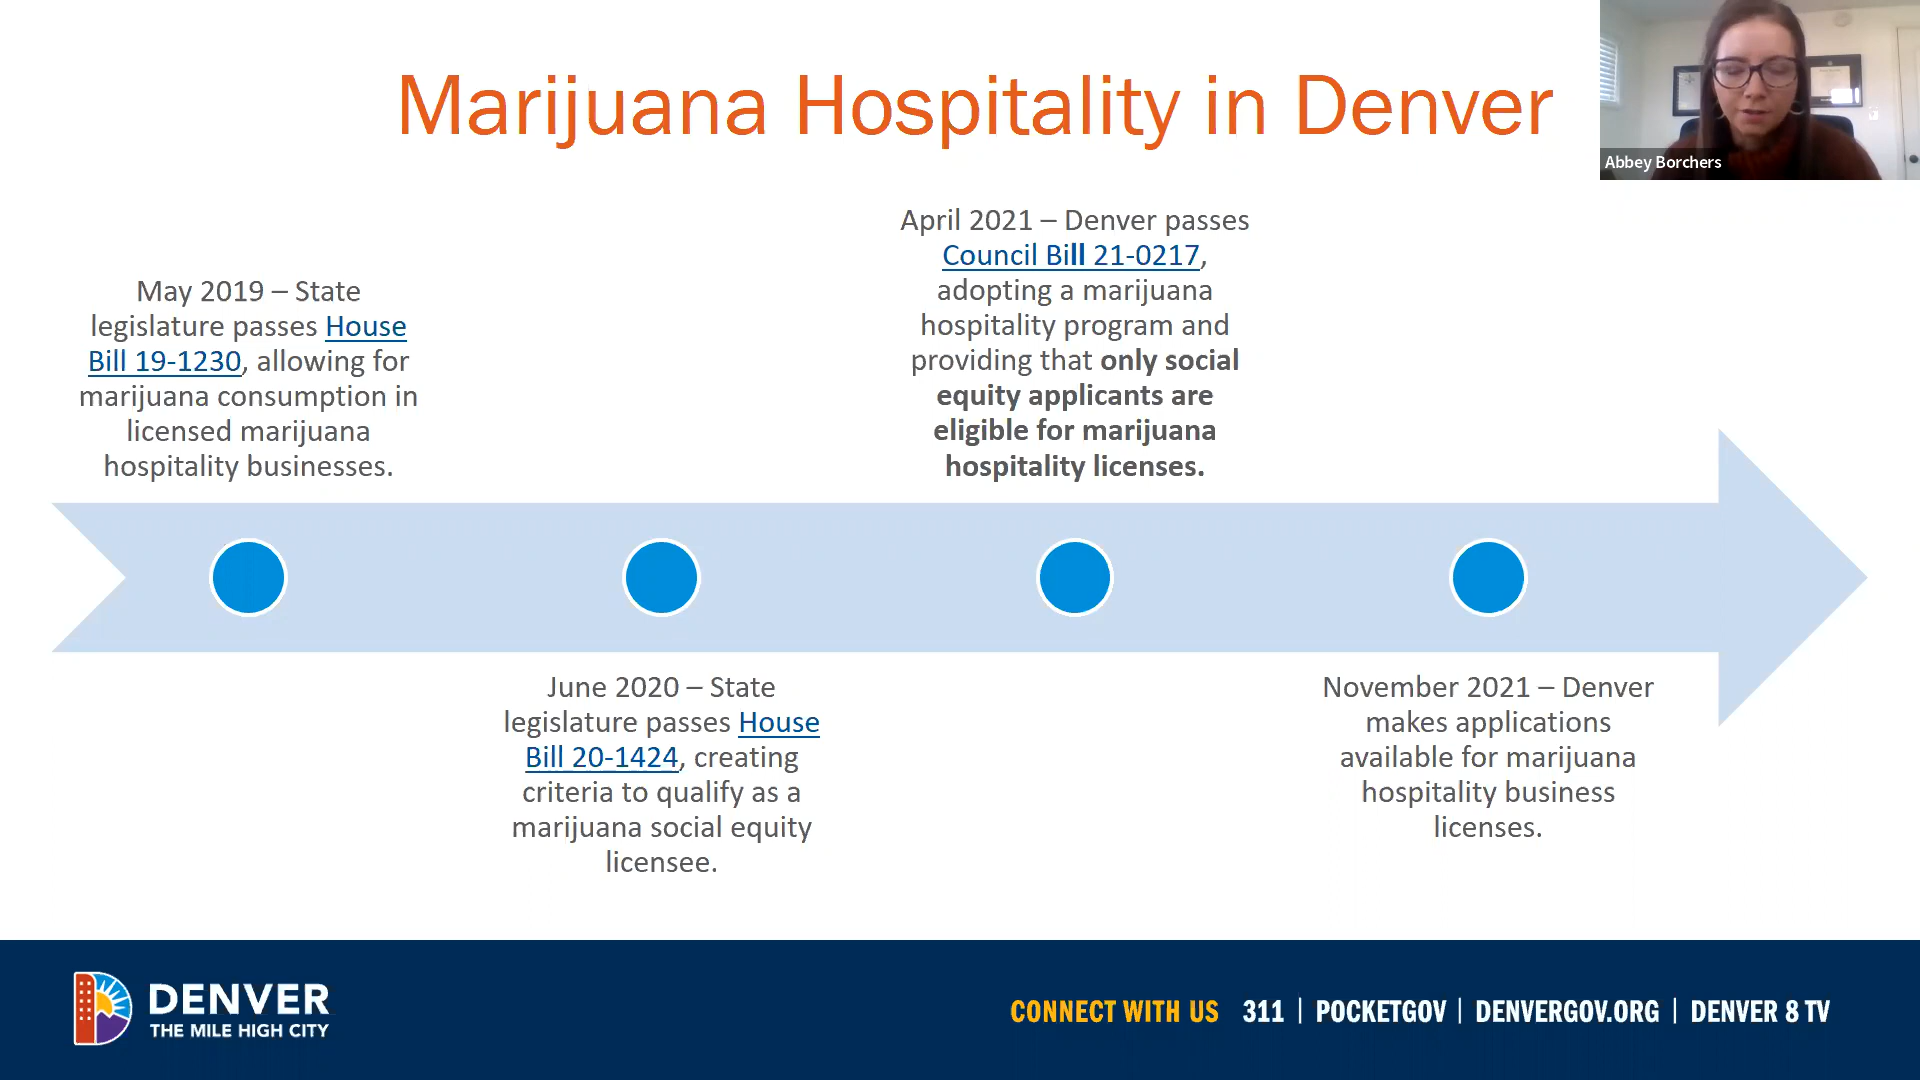 Marijuana Hospitality in Denver
Abbey Borchers
May 2019 – State
legislature passes House
Bill 19-1230, allowing for
marijuana consumption in
licensed marijuana
hospitality businesses.
June 2020 – State
legislature passes House
Bill 20-1424, creating
criteria to qualify as a
marijuana social equity
licensee.
April 2021 – Denver passes
Council Bill 21-0217,
adopting a marijuana
hospitality program and
providing that only social
equity applicants are
eligible for marijuana
hospitality licenses.
November 2021 – Denver
makes applications
available for marijuana
hospitality business
licenses.
DENVER
THE MILE HIGH CITY
CONNECT WITH US 311 | POCKETGOV | DENVERGOV.ORG | DENVER 8 TV